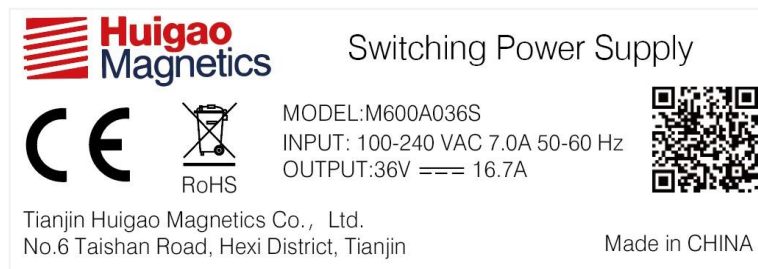 Huigao
Magnetics
Switching Power Supply
CE
RoHS
MODEL:M600A036S
INPUT: 100-240 VAC 7.0A 50-60 Hz
OUTPUT:36V ⎓ 16.7A
Tianjin Huigao Magnetics Co., Ltd.
No.6 Taishan Road, Hexi District, Tianjin
Made in CHINA